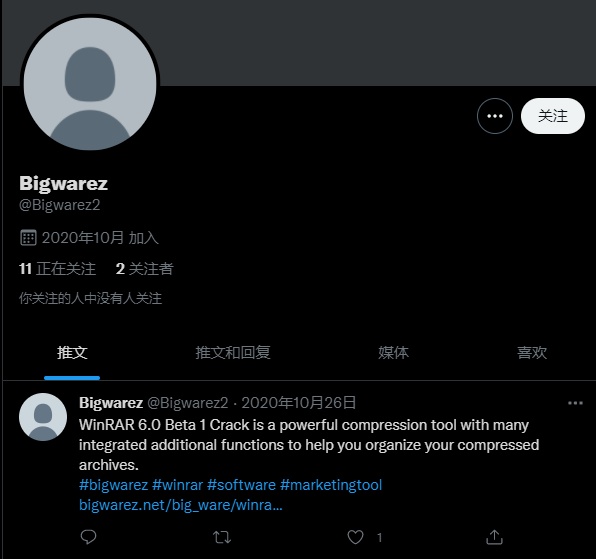 关注
Bigwarez
@Bigwarez2
2020年10月 加入
11 正在关注 2 关注者
你关注的人中没有人关注
推文 推文和回复 媒体 喜欢
Bigwarez @Bigwarez2 · 2020年10月26日
WinRAR 6.0 Beta 1 Crack is a powerful compression tool with many
integrated additional functions to help you organize your compressed
archives.
#bigwarez #winrar #software #marketingtool
bigwarez.net/big_ware/winra...
1